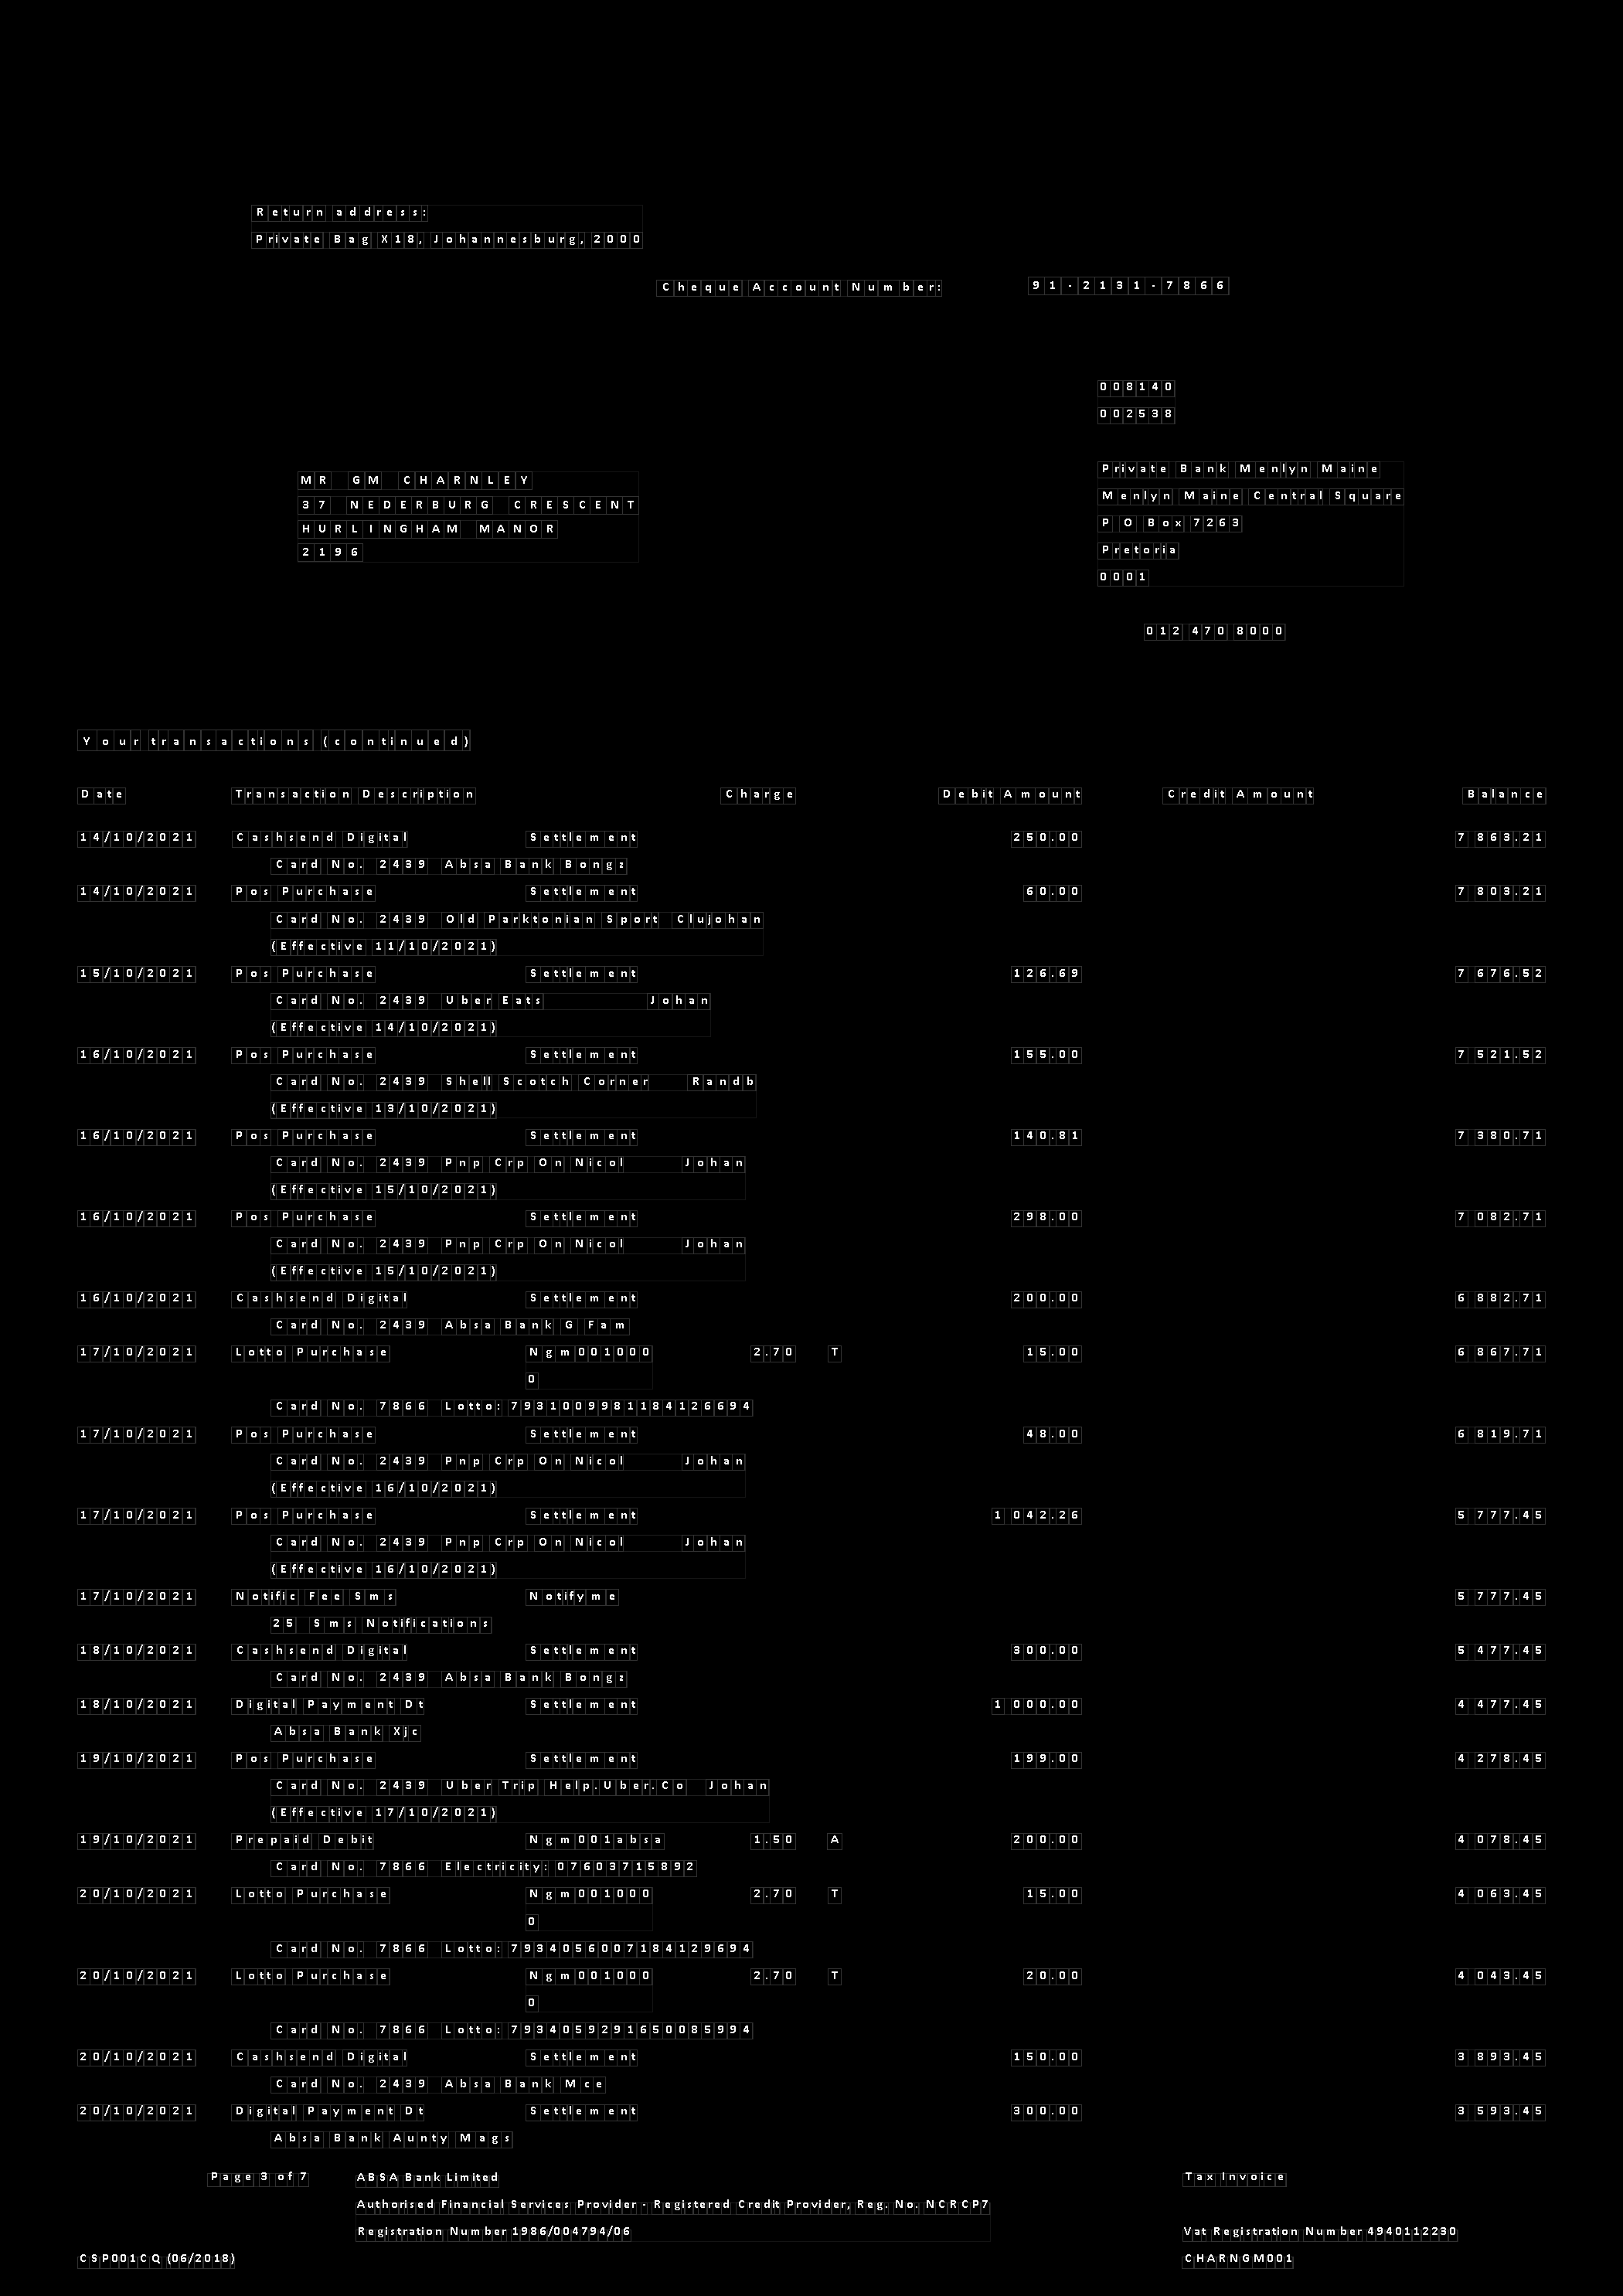 Return address:
Private Bag X18, Johannesburg, 2000
Cheque Account Number: 91-2131-7866
008140
002538
Private Bank Menlyn Maine
MR GM CHARNLEY
Menlyn Maine Central Square
37 NEDERBURG CRESCENT
P O Box 7263
HURLINGHAM MANOR
Pretoria
2196
0001
012 470 8000
Your transactions (continued)
Date Transaction Description Charge Debit Amount Credit Amount Balance
14/10/2021 Cashsend Digital Settlement 250.00 7 863.21
Card No. 2439 Absa Bank Bongz
14/10/2021 Pos Purchase Settlement 60.00 7 803.21
Card No. 2439 Old Parktonian Sport Clujohan
(Effective 11/10/2021)
15/10/2021 Pos Purchase Settlement 126.69 7 676.52
Card No. 2439 Uber Eats Johan
(Effective 14/10/2021)
16/10/2021 Pos Purchase Settlement 155.00 7 521.52
Card No. 2439 Shell Scotch Corner Randb
(Effective 13/10/2021)
16/10/2021 Pos Purchase Settlement 140.81 7 380.71
Card No. 2439 Pnp Crp On Nicol Johan
(Effective 15/10/2021)
16/10/2021 Pos Purchase Settlement 298.00 7 082.71
Card No. 2439 Pnp Crp On Nicol Johan
(Effective 15/10/2021)
16/10/2021 Cashsend Digital Settlement 200.00 6 882.71
Card No. 2439 Absa Bank G Fam
17/10/2021 Lotto Purchase Ngm001000 2.70 T 15.00 6 867.71
0
Card No. 7866 Lotto: 79310099811184126694
17/10/2021 Pos Purchase Settlement 48.00 6 819.71
Card No. 2439 Pnp Crp On Nicol Johan
(Effective 16/10/2021)
17/10/2021 Pos Purchase Settlement 1 042.26 5 777.45
Card No. 2439 Pnp Crp On Nicol Johan
(Effective 16/10/2021)
17/10/2021 Notific Fee Sms Notifyme 5 777.45
25 Sms Notifications
18/10/2021 Cashsend Digital Settlement 300.00 5 477.45
Card No. 2439 Absa Bank Bongz
18/10/2021 Digital Payment Dt Settlement 1 000.00 4 477.45
Absa Bank Xjc
19/10/2021 Pos Purchase Settlement 199.00 4 278.45
Card No. 2439 Uber Trip Help.Uber.Co Johan
(Effective 17/10/2021)
19/10/2021 Prepaid Debit Ngm001absa 1.50 A 200.00 4 078.45
Card No. 7866 Electricity: 07603715892
20/10/2021 Lotto Purchase Ngm001000 2.70 T 15.00 4 063.45
0
Card No. 7866 Lotto: 7934056007184129694
20/10/2021 Lotto Purchase Ngm001000 2.70 T 20.00 4 043.45
0
Card No. 7866 Lotto: 7934059291650085994
20/10/2021 Cashsend Digital Settlement 150.00 3 893.45
Card No. 2439 Absa Bank Mce
20/10/2021 Digital Payment Dt Settlement 300.00 3 593.45
Absa Bank Aunty Mags
Page 3 of 7 ABSA Bank Limited Tax Invoice
Authorised Financial Services Provider - Registered Credit Provider, Reg. No. NCRCP7
Registration Number 1986/004794/06 Vat Registration Number 4940112230
CSP001CQ (06/2018) CHARNGM001